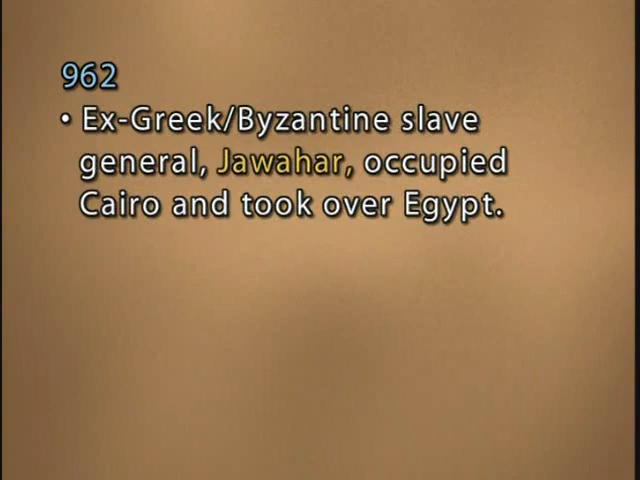 962
• Ex-Greek/Byzantine slave
general, Jawahar, occupied
Cairo and took over Egypt.